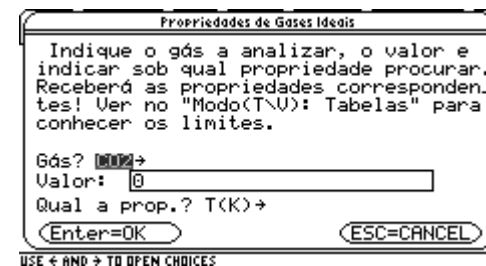 Propriedades de Gases Ideais
Indique o gás a analizar, o valor e
indicar sob qual propriedade procurar.
Receberá as propriedades corresponden_
tes! Ver no "Modo(T\V): Tabelas" para
conhecer os limites.
Gás? CO2→
Valor: 0
Qual a prop.? T(K)→
Enter=OK ESC=CANCEL
USE ← AND → TO OPEN CHOICES